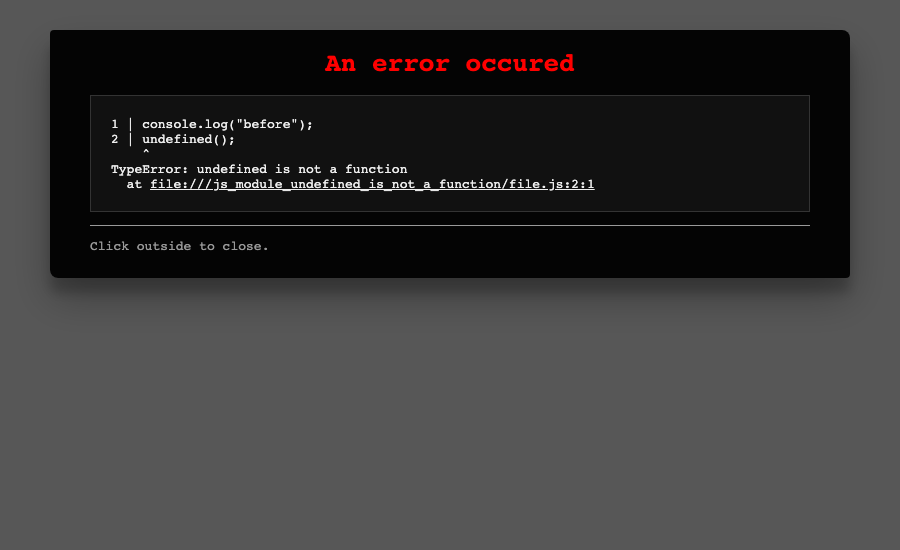 An error occured
1 | console.log("before");
2 | undefined();
^
TypeError: undefined is not a function
at file:///js_module_undefined_is_not_a_function/file.js:2:1
Click outside to close.